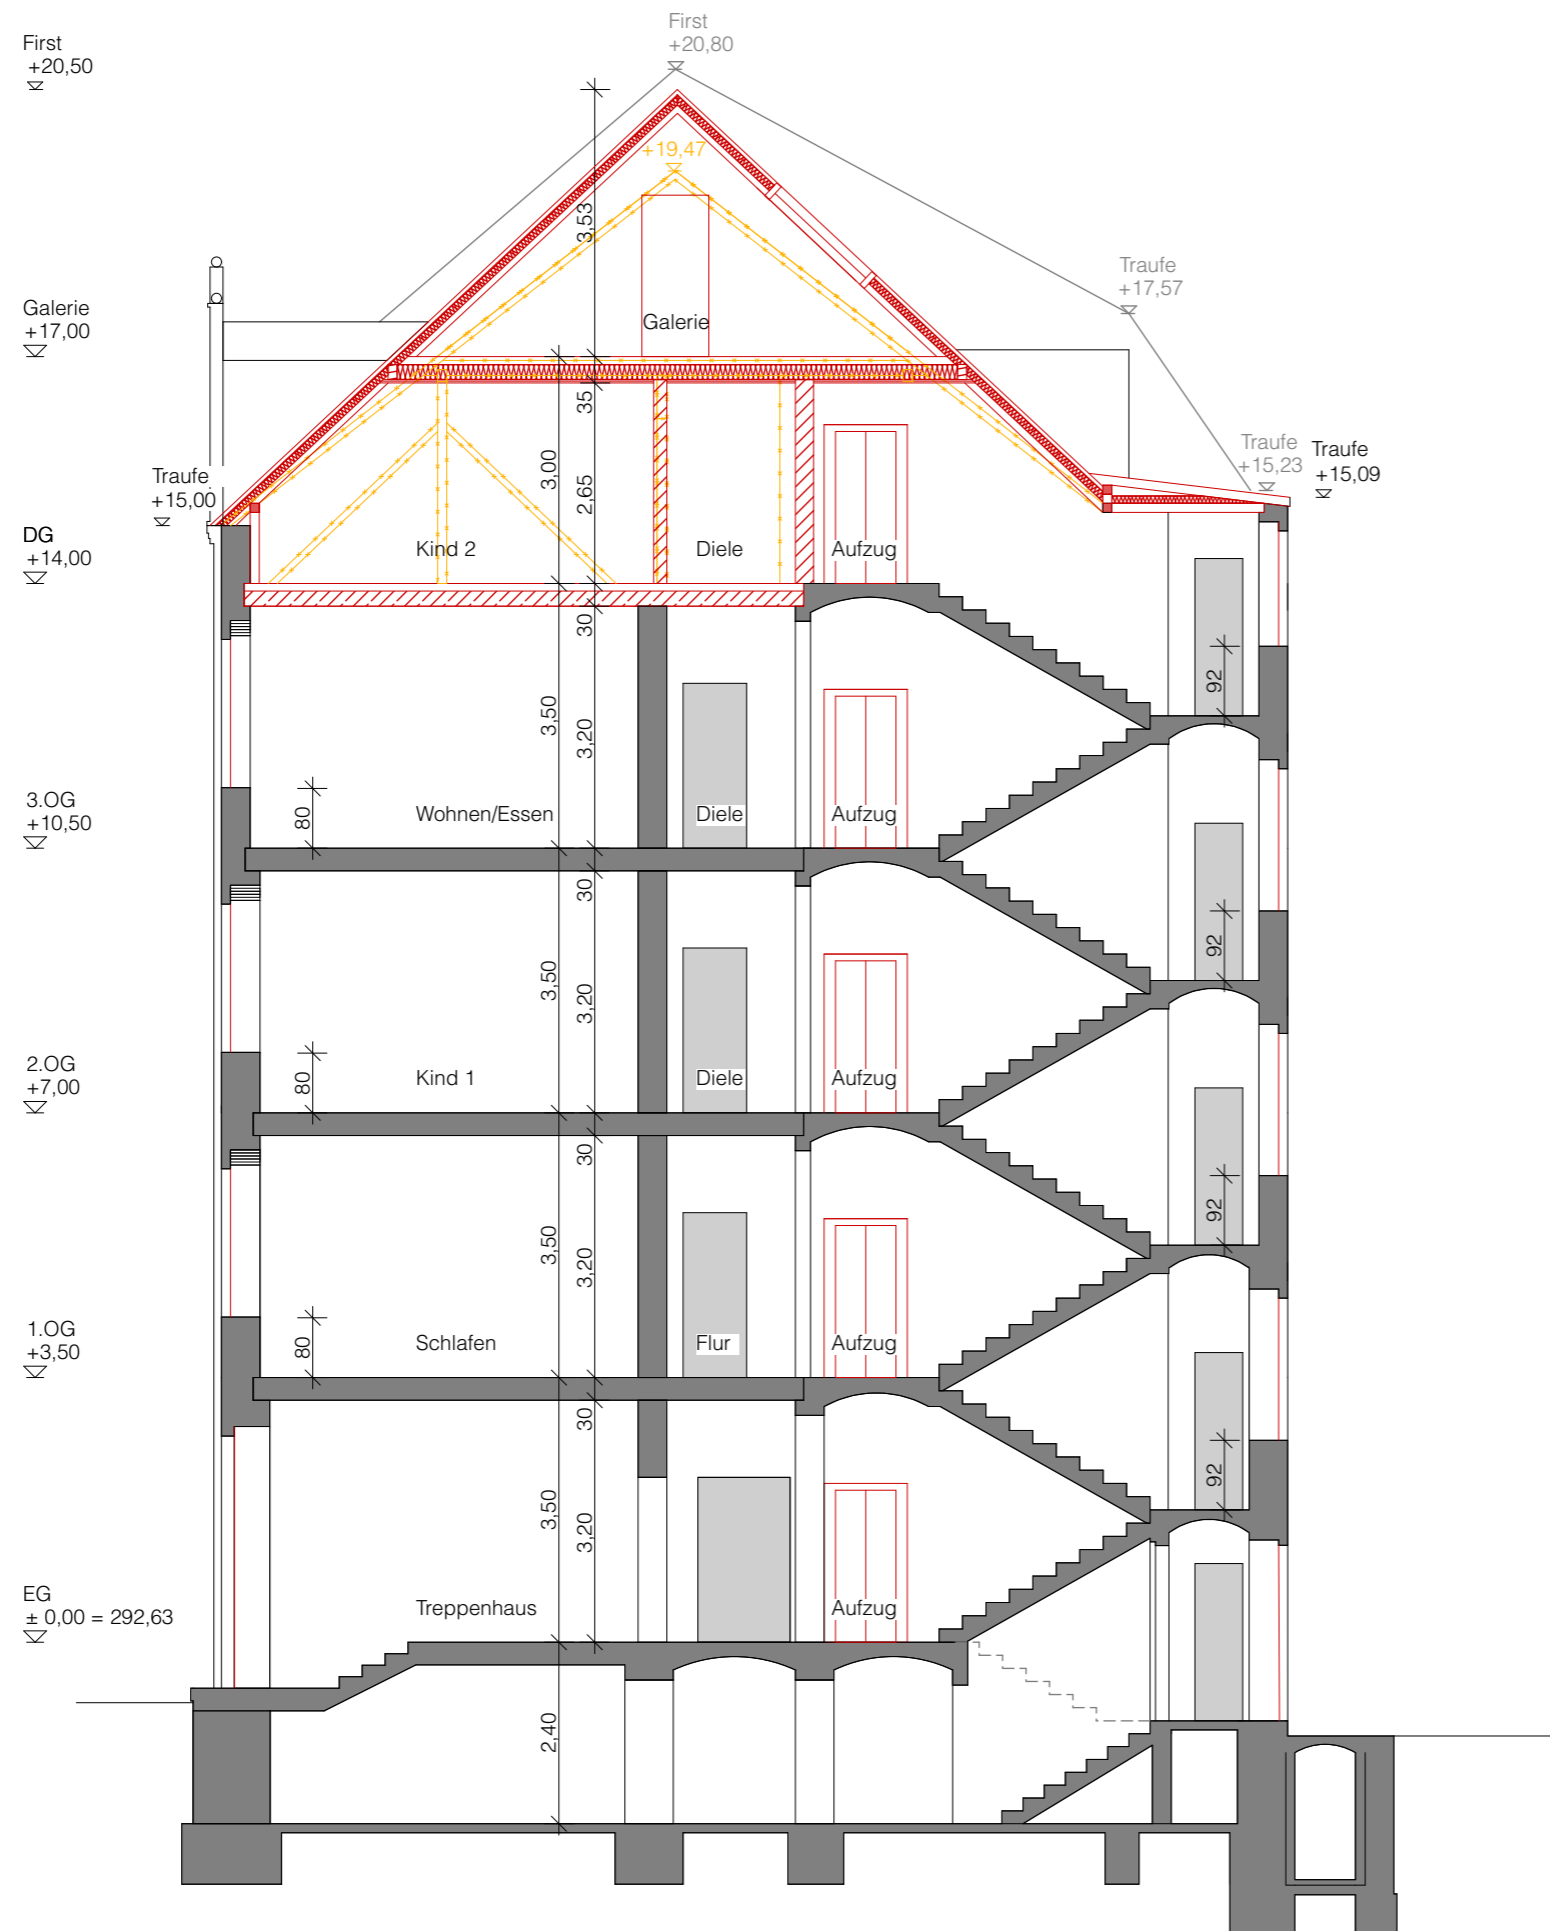 First
+20,80
First
+20,50
+19,47
3,53
Traufe
+17,57
Galerie
+17,00
Galerie
35
3,00
2,65
Traufe
+15,00
Traufe
+15,23
Traufe
+15,09
DG
+14,00
Kind 2
Diele
Aufzug
30
92
3,50
3,20
3.OG
+10,50
80
Wohnen/Essen
Diele
Aufzug
30
92
3,50
3,20
2.OG
+7,00
80
Kind 1
Diele
Aufzug
30
92
3,50
3,20
1.OG
+3,50
80
Schlafen
Flur
Aufzug
30
92
3,50
3,20
EG
± 0,00 = 292,63
Treppenhaus
Aufzug
2,40